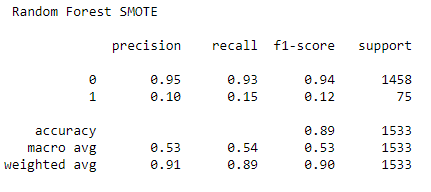 Random Forest SMOTE
precision recall f1-score support
0 0.95 0.93 0.94 1458
1 0.10 0.15 0.12 75
accuracy 0.89 1533
macro avg 0.53 0.54 0.53 1533
weighted avg 0.91 0.89 0.90 1533